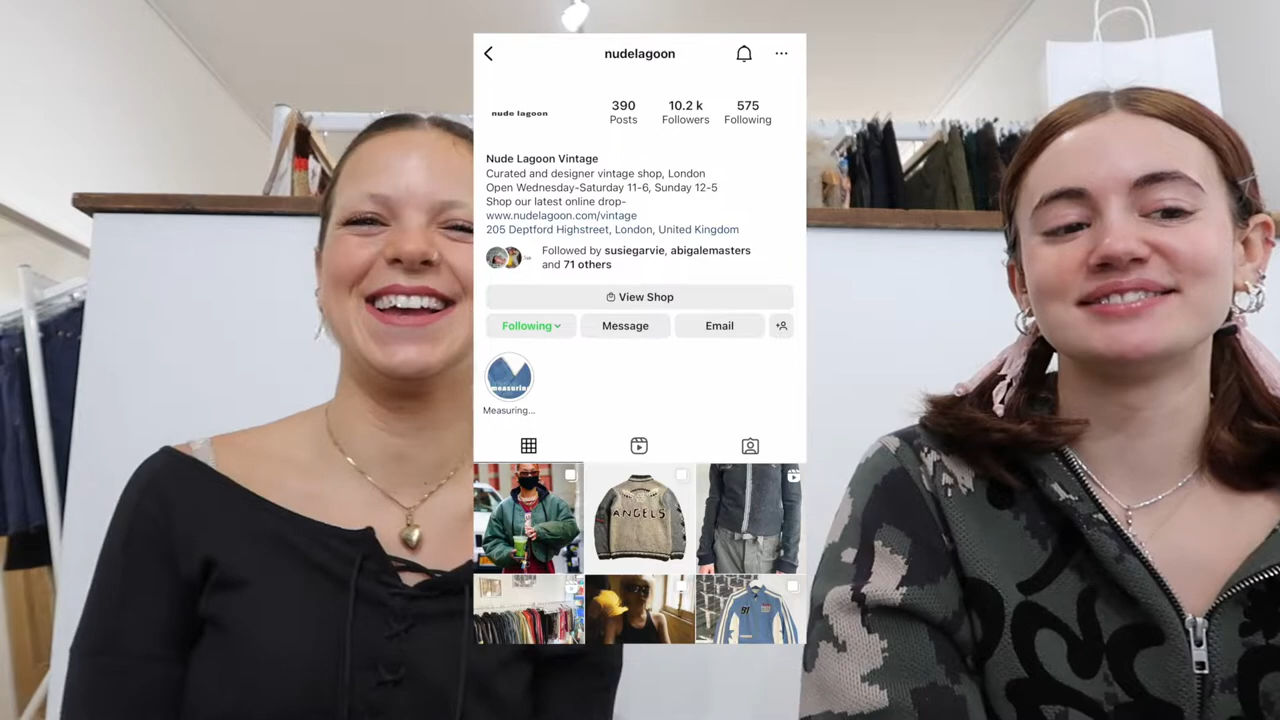 nudelagoon
nude lagoon
390 10.2 k 575
Posts Followers Following
Nude Lagoon Vintage
Curated and designer vintage shop, London
Open Wednesday-Saturday 11-6, Sunday 12-5
Shop our latest online drop-
www.nudelagoon.com/vintage
205 Deptford Highstreet, London, United Kingdom
Followed by susiegarvie, abigalemasters
and 71 others
View Shop
Following Message Email
measuring
Measuring...
ANGELS
91